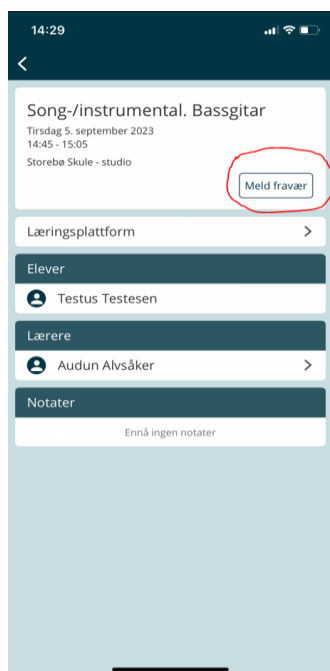 14:29
Song-/instrumental. Bassgitar
Tirsdag 5. september 2023
14:45 - 15:05
Storebø Skule - studio
Meld fravær
Læringsplattform
Elever
Testus Testesen
Lærere
Audun Alvsåker
Notater
Ennå ingen notater